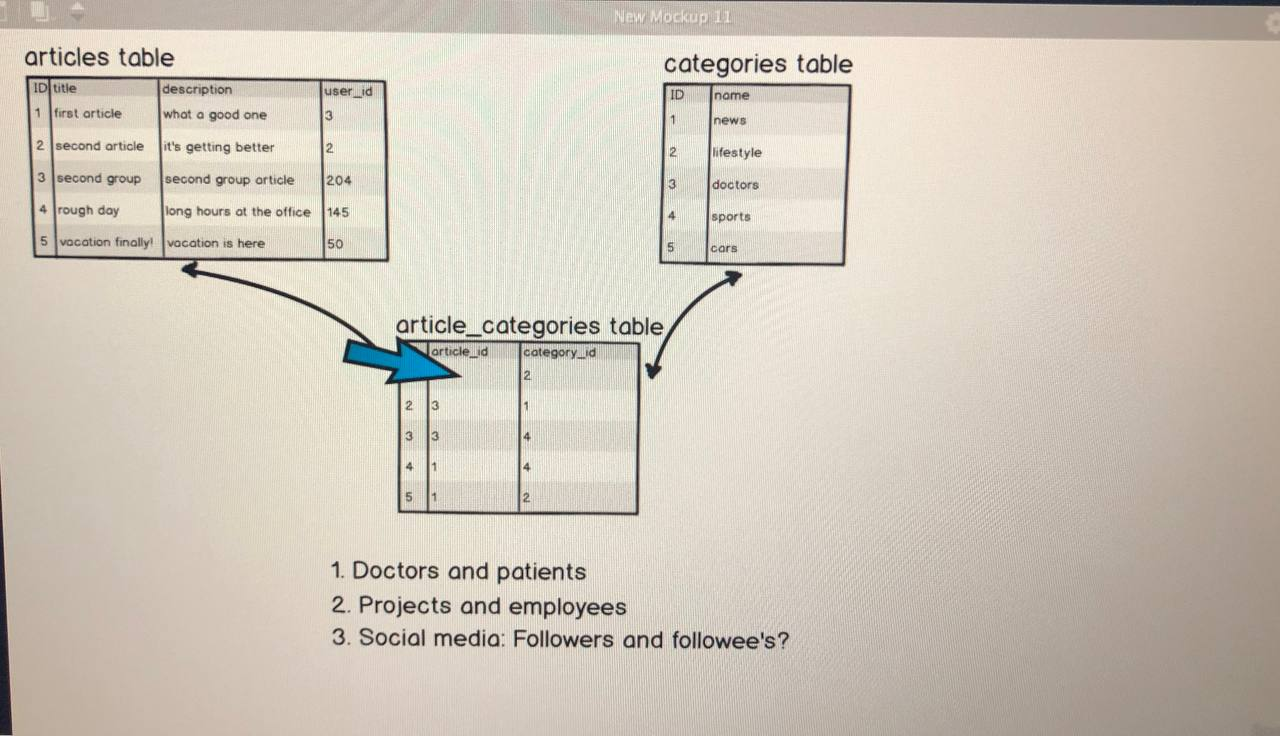 New Mockup 11
articles table
ID title description user_id
1 first article what a good one 3
2 second article it's getting better 2
3 second group second group article 204
4 rough day long hours at the office 145
5 vacation finally! vacation is here 50
categories table
ID name
1 news
2 lifestyle
3 doctors
4 sports
5 cars
article_categories table
article_id category_id
2
2 3 1
3 3 4
4 1 4
5 1 2
1. Doctors and patients
2. Projects and employees
3. Social media: Followers and followee's?